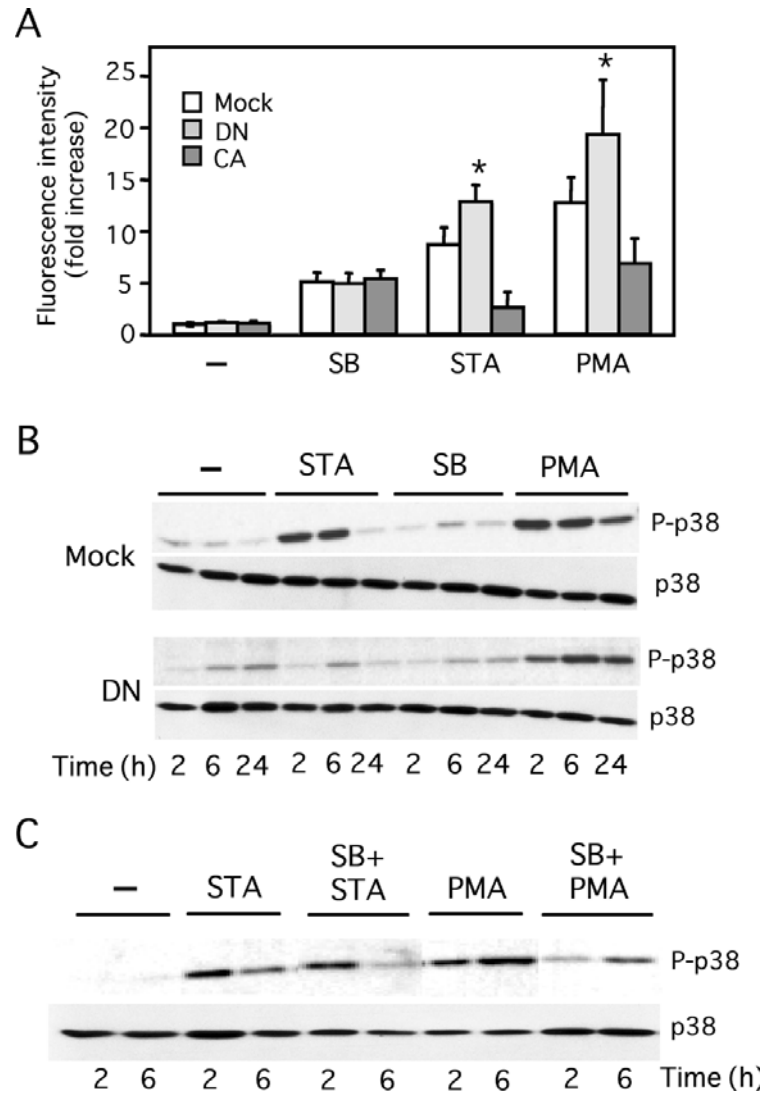 A
Fluorescence intensity
(fold increase)
25
20
15
10
5
0
Mock
DN
CA
*
*
– SB STA PMA
B
– STA SB PMA
Mock
P-p38
p38
DN
P-p38
p38
Time (h) 2 6 24 2 6 24 2 6 24 2 6 24
C
– STA SB+ STA PMA SB+ PMA
P-p38
p38
2 6 2 6 2 6 2 6 2 6 Time (h)